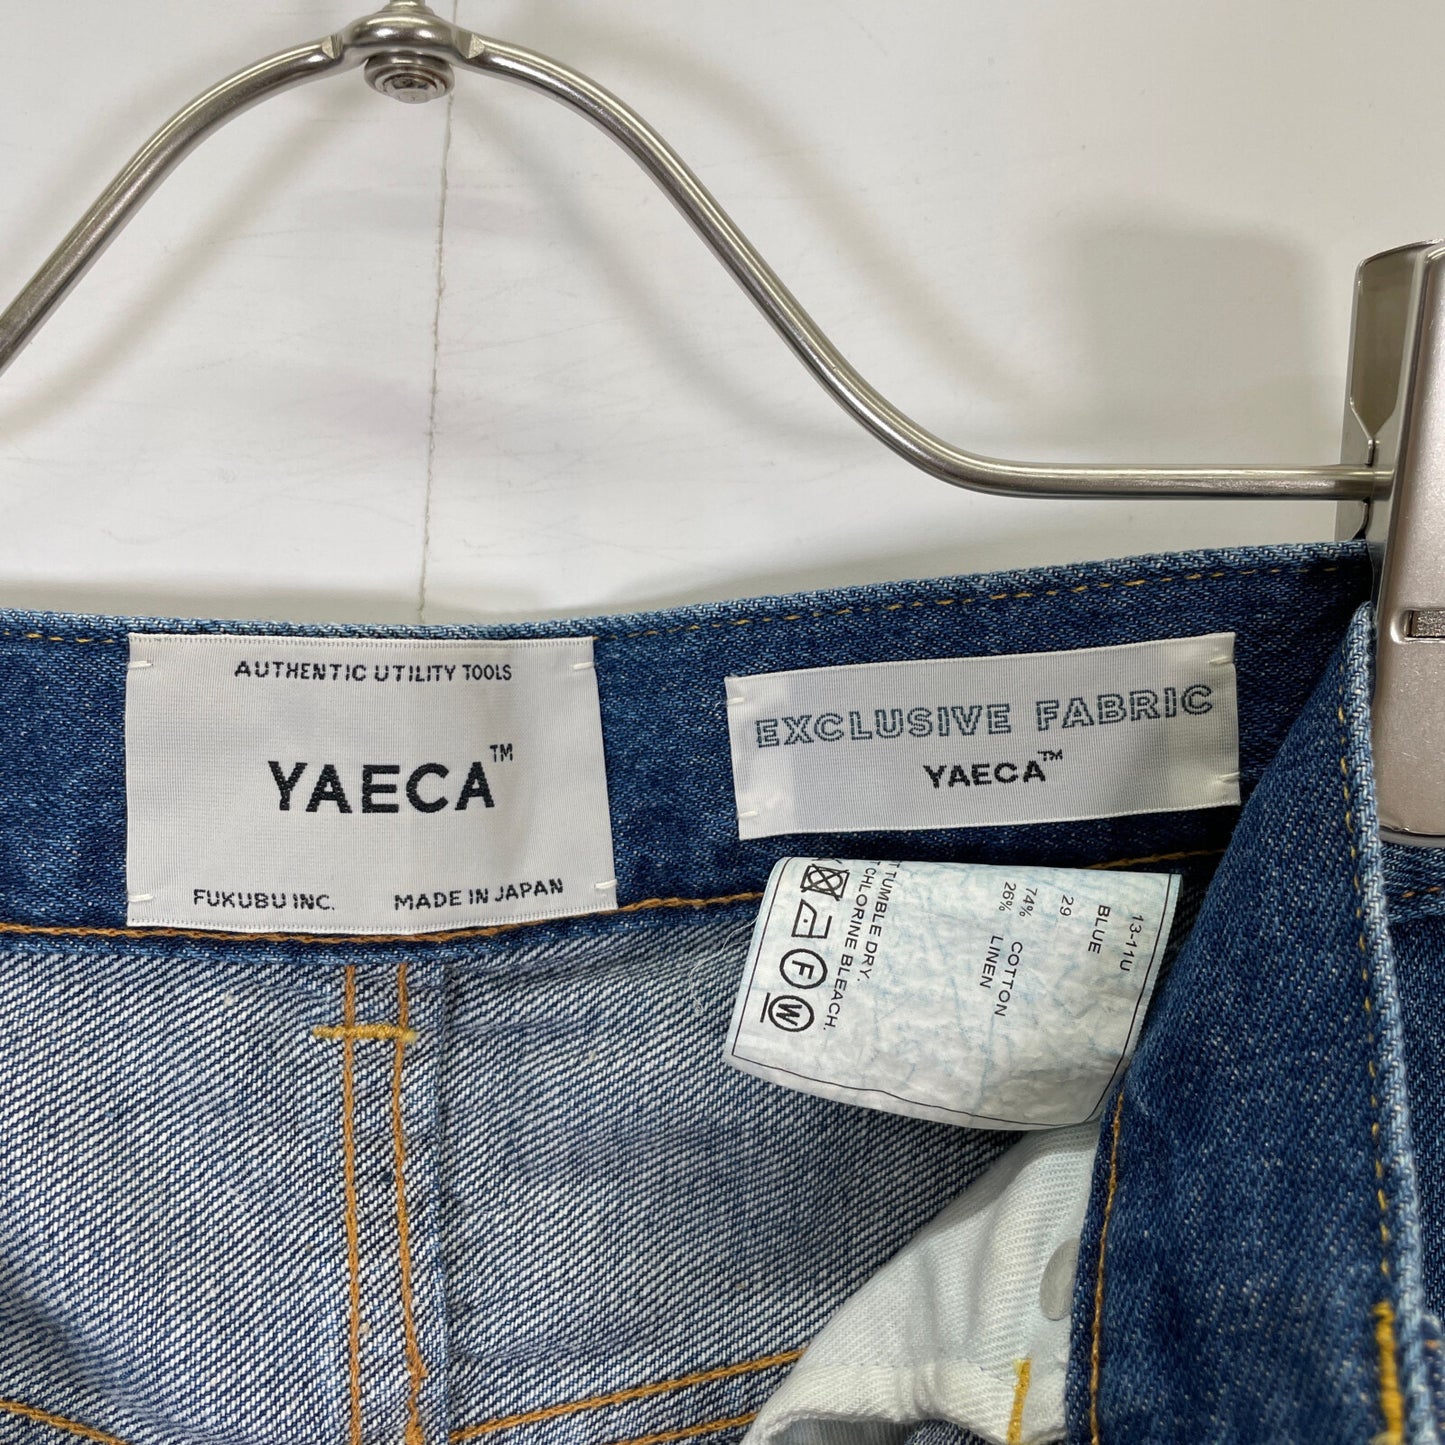 AUTHENTIC UTILITY TOOLS
YAECA™
FUKUBU INC. MADE IN JAPAN
EXCLUSIVE FABRIC
YAECA™
13-11U
BLUE
29
74% COTTON
26% LINEN
TUMBLE DRY.
CHLORINE BLEACH.
F
W